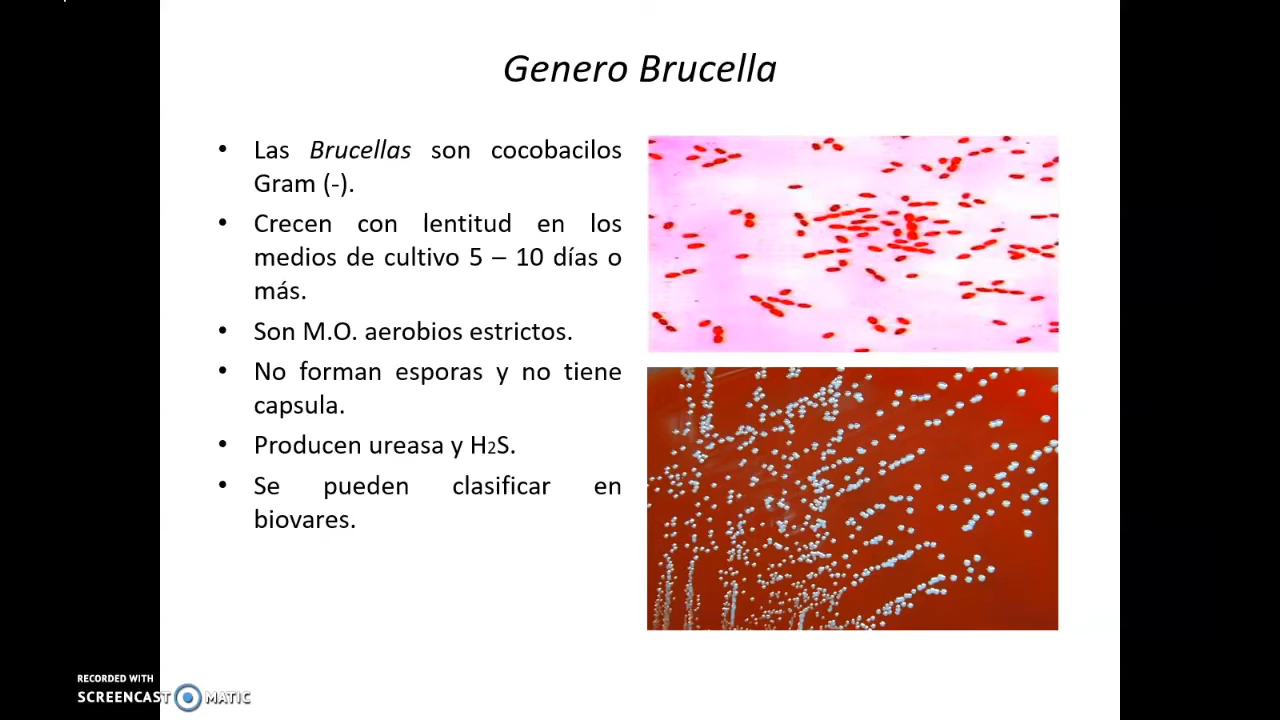 Genero Brucella
• Las Brucellas son cocobacilos
Gram (-).
• Crecen con lentitud en los
medios de cultivo 5 – 10 días o
más.
• Son M.O. aerobios estrictos.
• No forman esporas y no tiene
capsula.
• Producen ureasa y H2S.
• Se pueden clasificar en
biovares.
RECORDED WITH
SCREENCAST MATIC